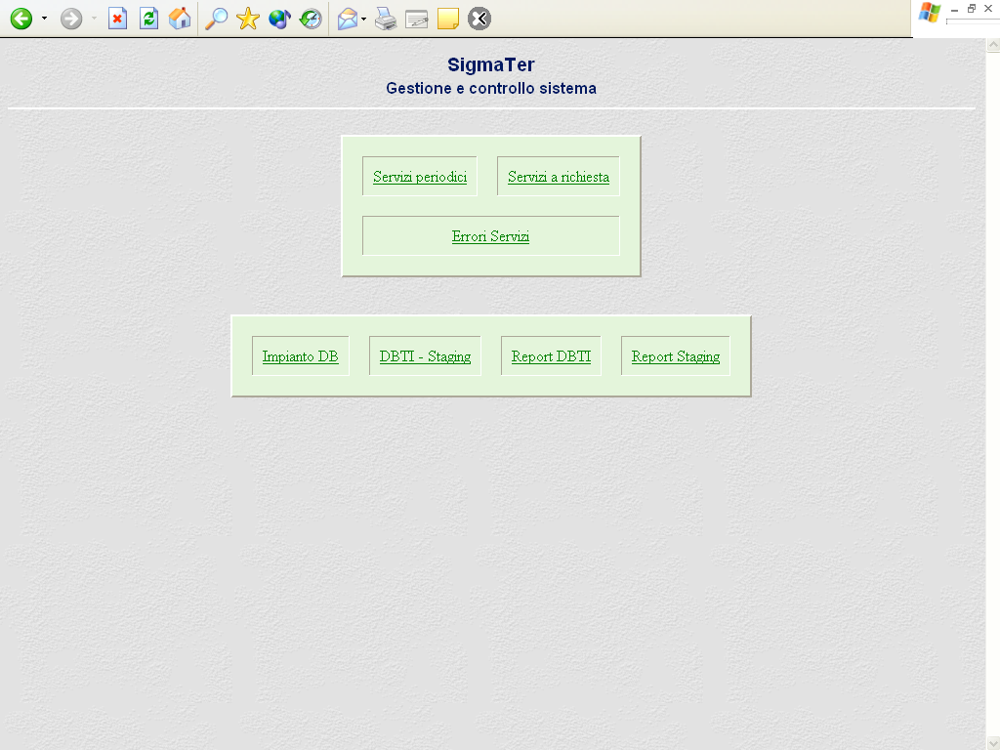 SigmaTer
Gestione e controllo sistema
Servizi periodici Servizi a richiesta
Errori Servizi
Impianto DB DBTI - Staging Report DBTI Report Staging